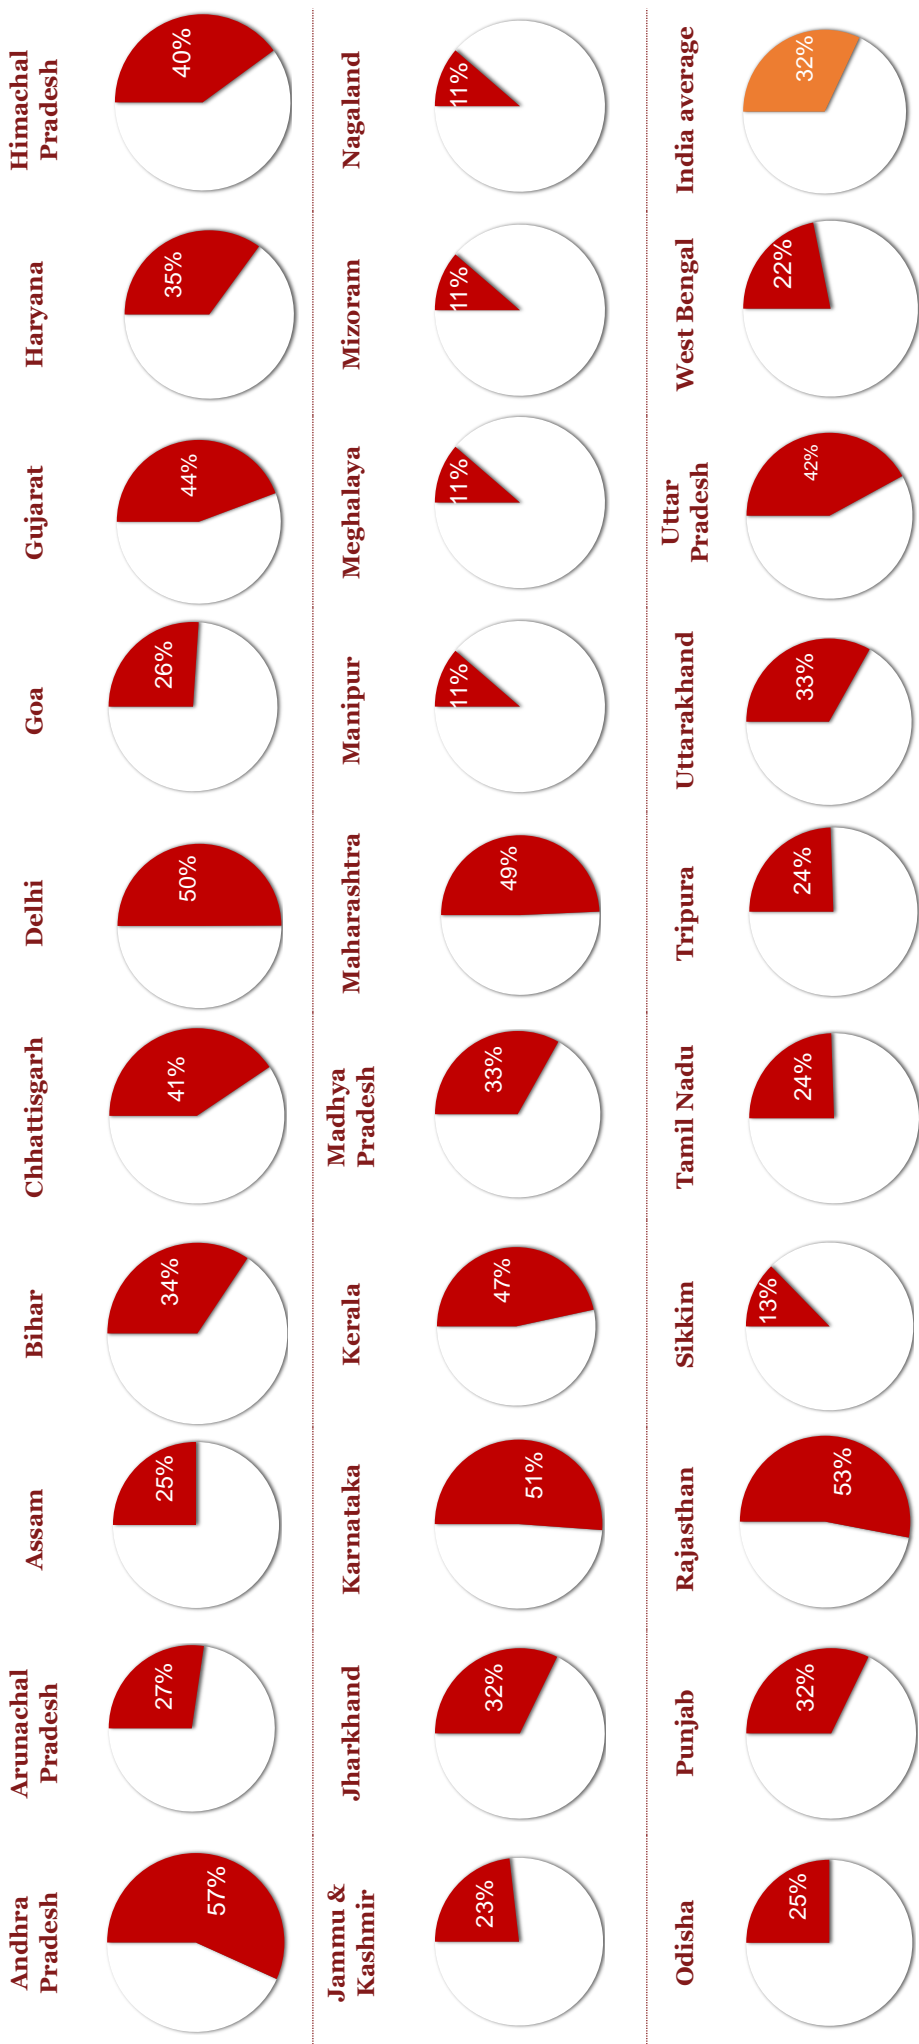 Andhra
Pradesh
57%
Arunachal
Pradesh
27%
Assam
25%
Bihar
34%
Chhattisgarh
41%
Delhi
50%
Goa
26%
Gujarat
44%
Haryana
35%
Himachal
Pradesh
40%
Jammu &
Kashmir
23%
Jharkhand
32%
Karnataka
51%
Kerala
47%
Madhya
Pradesh
33%
Maharashtra
49%
Manipur
11%
Meghalaya
11%
Mizoram
11%
Nagaland
11%
Odisha
25%
Punjab
32%
Rajasthan
53%
Sikkim
13%
Tamil Nadu
24%
Tripura
24%
Uttarakhand
33%
Uttar
Pradesh
42%
West Bengal
22%
India average
32%